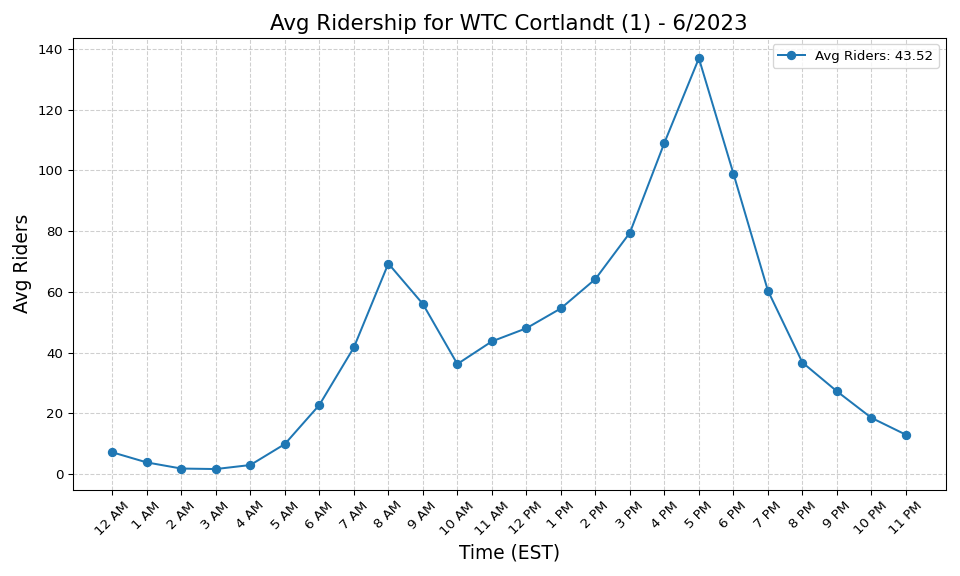 Avg Ridership for WTC Cortlandt (1) - 6/2023
Avg Riders: 43.52
Avg Riders
140
120
100
80
60
40
20
0
12 AM
1 AM
2 AM
3 AM
4 AM
5 AM
6 AM
7 AM
8 AM
9 AM
10 AM
11 AM
12 PM
1 PM
2 PM
3 PM
4 PM
5 PM
6 PM
7 PM
8 PM
9 PM
10 PM
11 PM
Time (EST)